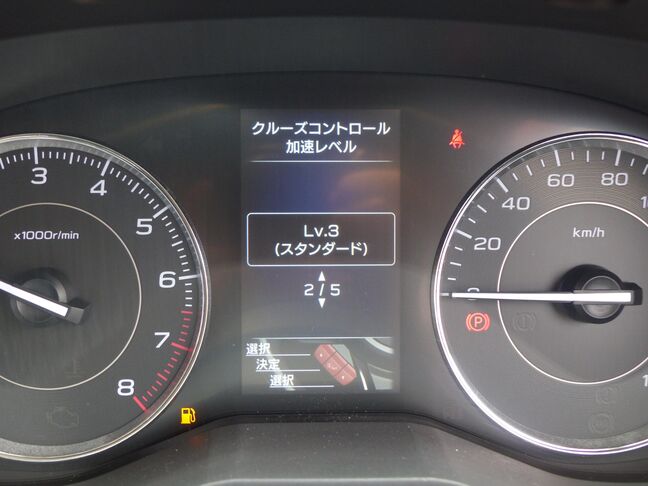 クルーズコントロール
加速レベル
Lv.3
(スタンダード)
2 / 5
選択
決定
選択
3
4
5
6
7
8
x1000r/min
0
20
40
60
80
km/h
P